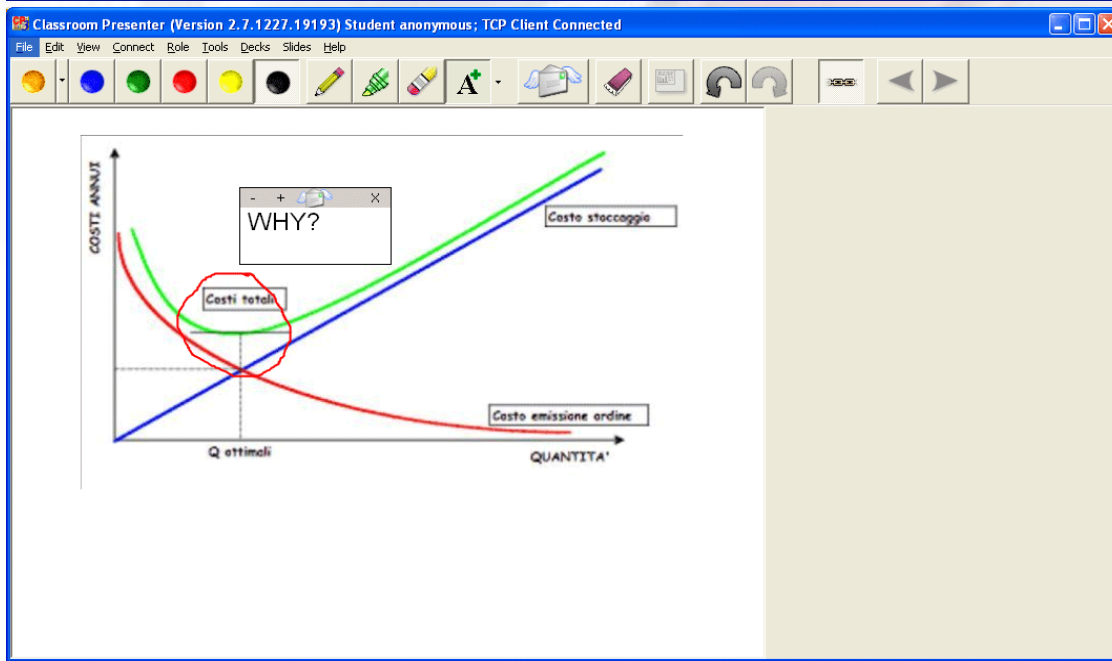 Classroom Presenter (Version 2.7.1227.19193) Student anonymous; TCP Client Connected
File Edit View Connect Role Tools Decks Slides Help
A+
COSTI ANNUI
- + X
WHY?
Costo stoccaggio
Costi totali
Costo emissione ordine
Q ottimali
QUANTITA'